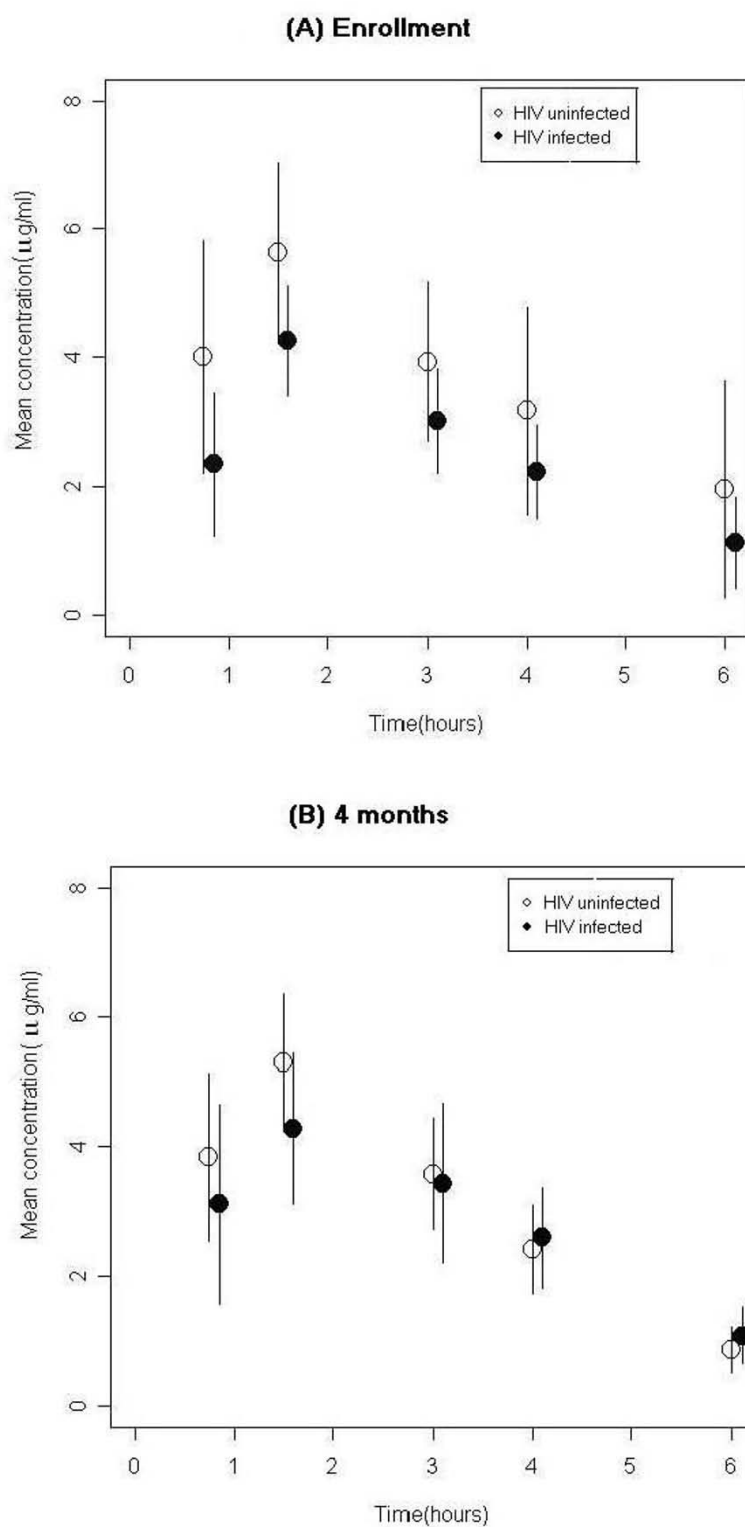 (A) Enrollment
8
6
4
2
0
Mean concentration(µg/ml)
HIV uninfected
HIV infected
0 1 2 3 4 5 6
Time(hours)
(B) 4 months
8
6
4
2
0
Mean concentration( µg/ml)
HIV uninfected
HIV infected
0 1 2 3 4 5 6
Time(hours)